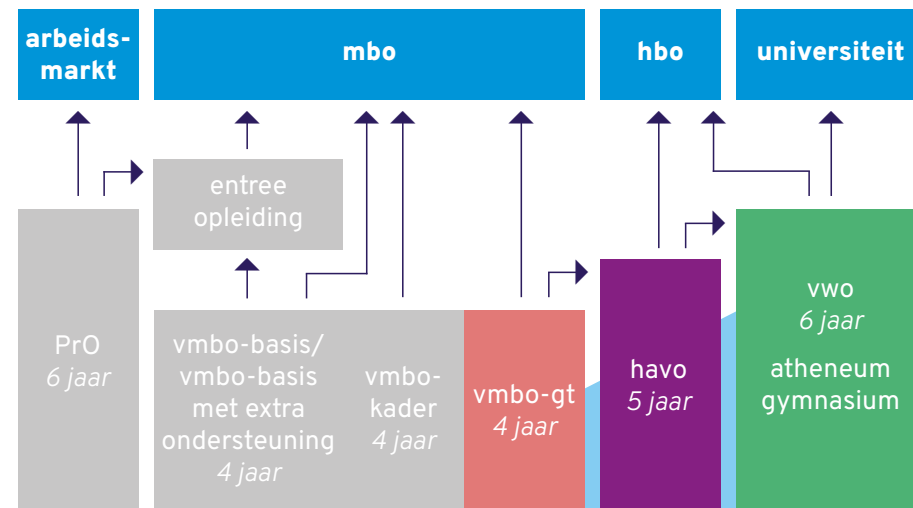 arbeids-
markt
mbo
hbo
universiteit
entree
opleiding
PrO
6 jaar
vmbo-basis/
vmbo-basis
met extra
ondersteuning
4 jaar
vmbo-
kader
4 jaar
vmbo-gt
4 jaar
havo
5 jaar
vwo
6 jaar
atheneum
gymnasium